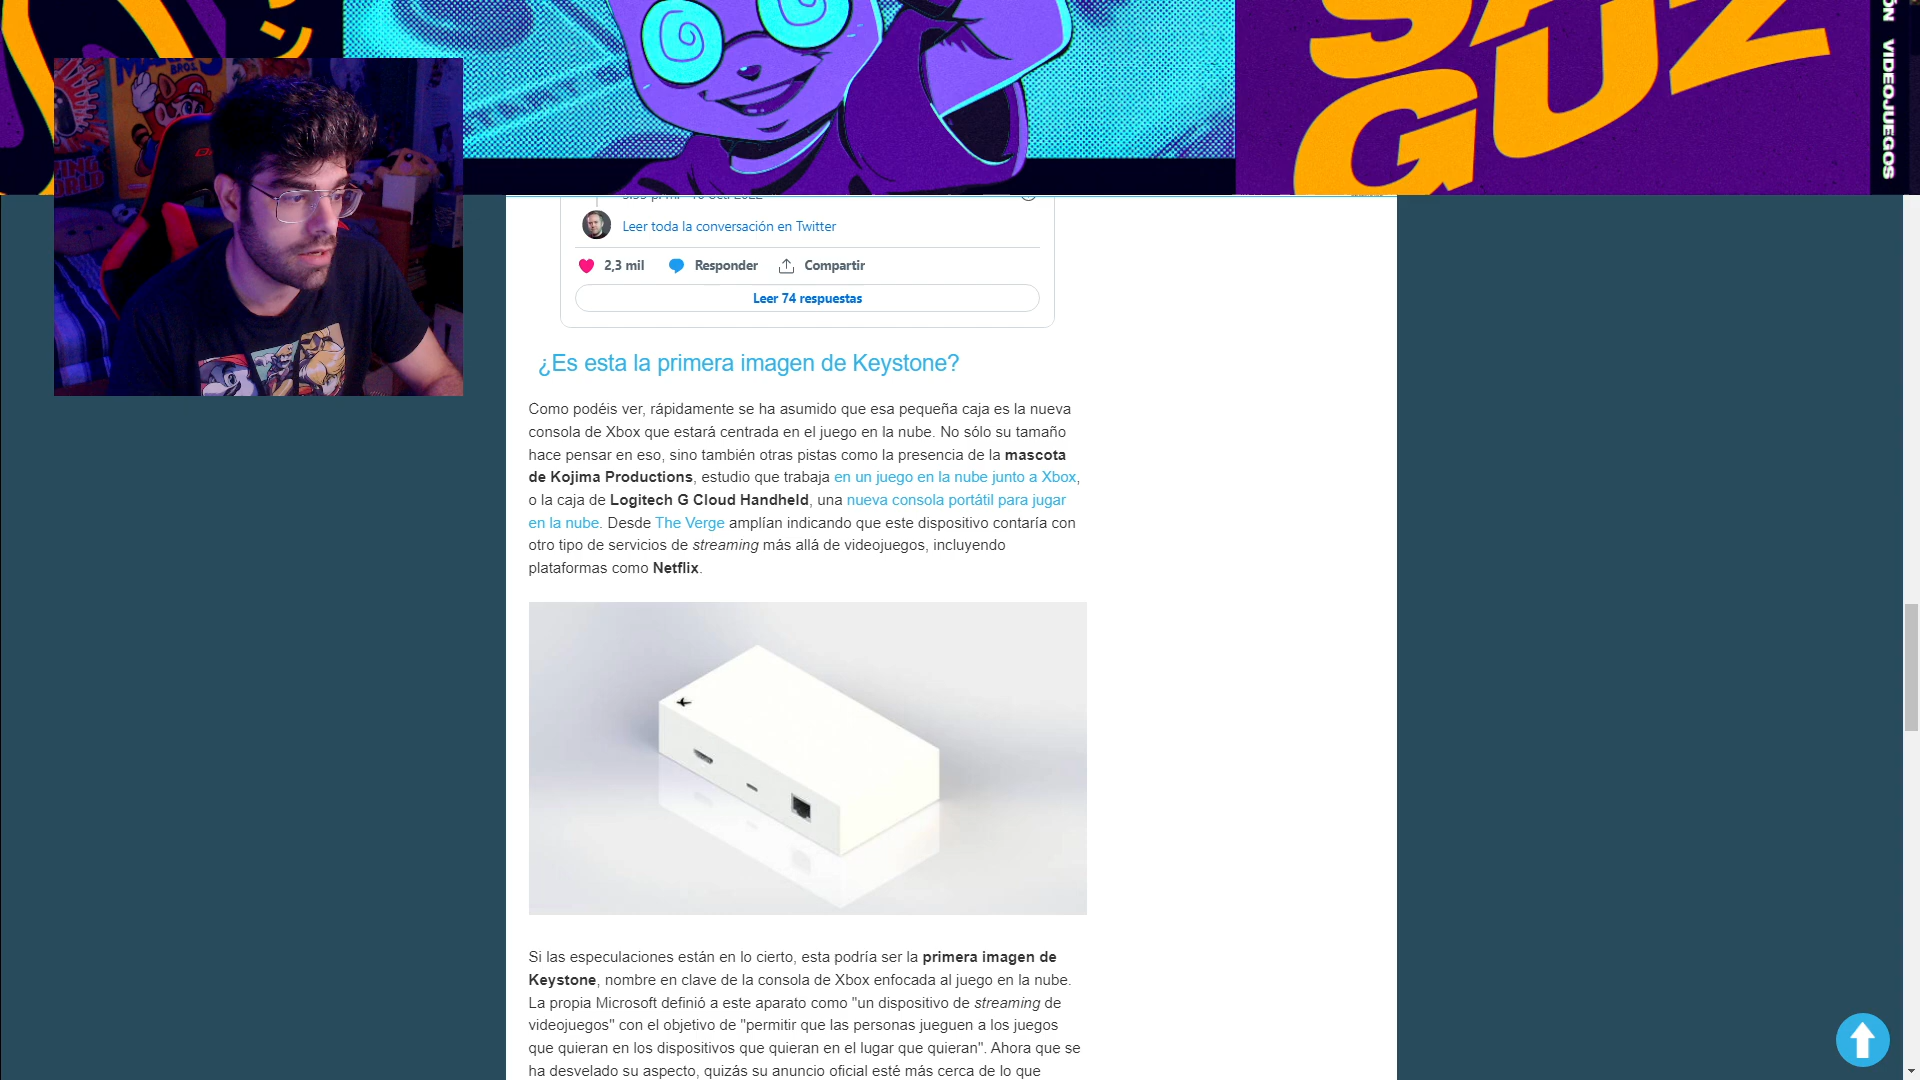 GUZ
VIDEOJUEGOS
Leer toda la conversación en Twitter
2,3 mil Responder Compartir
Leer 74 respuestas
¿Es esta la primera imagen de Keystone?
Como podéis ver, rápidamente se ha asumido que esa pequeña caja es la nueva
consola de Xbox que estará centrada en el juego en la nube. No sólo su tamaño
hace pensar en eso, sino también otras pistas como la presencia de la mascota
de Kojima Productions, estudio que trabaja en un juego en la nube junto a Xbox,
o la caja de Logitech G Cloud Handheld, una nueva consola portátil para jugar
en la nube. Desde The Verge amplían indicando que este dispositivo contaría con
otro tipo de servicios de streaming más allá de videojuegos, incluyendo
plataformas como Netflix.
Si las especulaciones están en lo cierto, esta podría ser la primera imagen de
Keystone, nombre en clave de la consola de Xbox enfocada al juego en la nube.
La propia Microsoft definió a este aparato como "un dispositivo de streaming de
videojuegos" con el objetivo de "permitir que las personas jueguen a los juegos
que quieran en los dispositivos que quieran en el lugar que quieran". Ahora que se
ha desvelado su aspecto, quizás su anuncio oficial esté más cerca de lo que